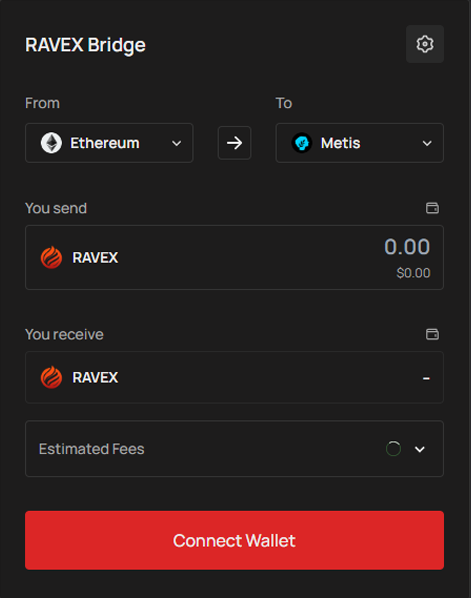 RAVEX Bridge
From
To
Ethereum
Metis
You send
RAVEX
0.00
$0.00
You receive
RAVEX
-
Estimated Fees
Connect Wallet